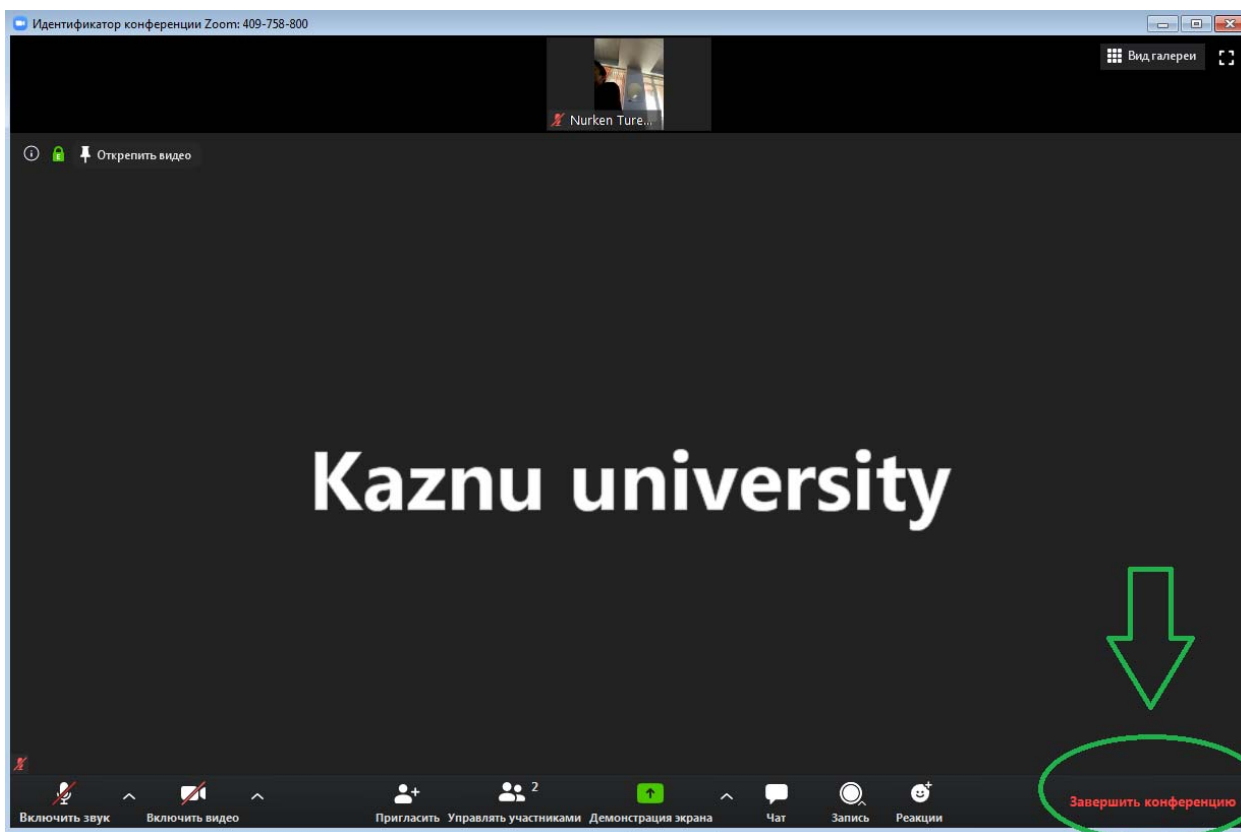 Идентификатор конференции Zoom: 409-758-800
Вид галереи
Nurken Ture...
Открепить видео
Kaznu university
2
Включить звук Включить видео Пригласить Управлять участниками Демонстрация экрана Чат Запись Реакции Завершить конференцию